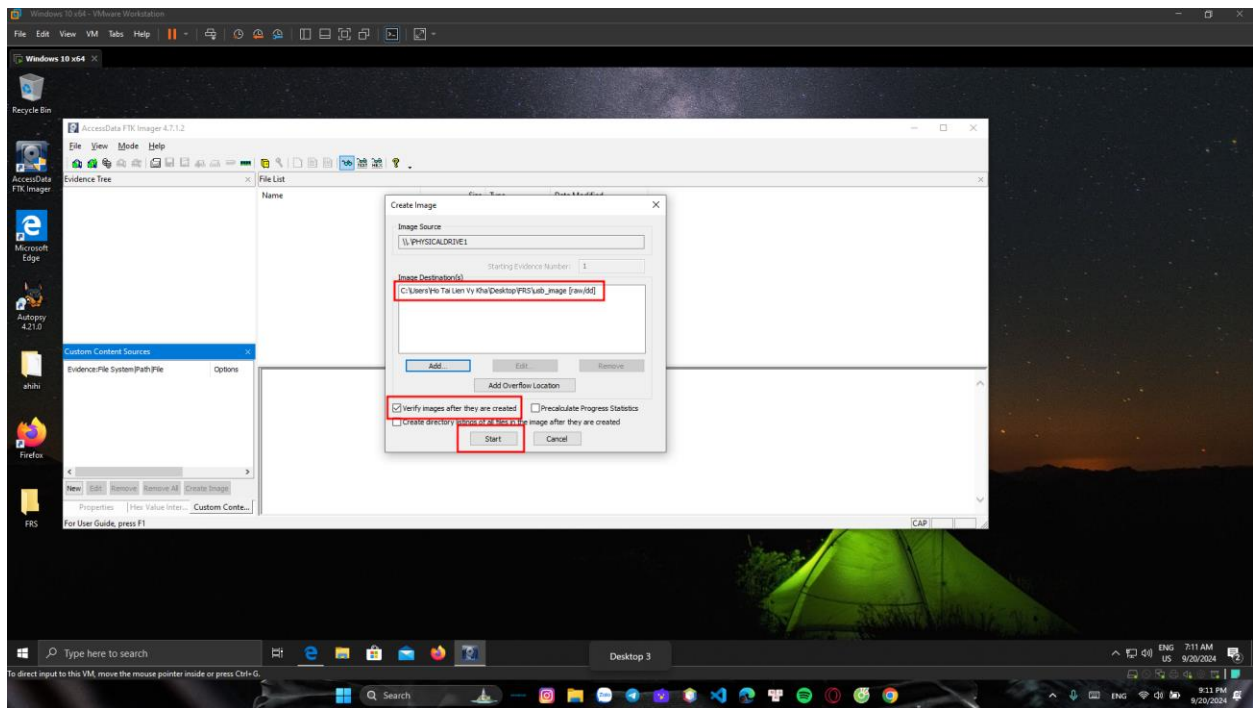 Windows 10 x64 - VMware Workstation
File Edit View VM Tabs Help
Windows 10 x64
Recycle Bin
AccessData FTK Imager
Microsoft Edge
Autopsy 4.21.0
ahihi
Firefox
FRS
AccessData FTK Imager 4.7.1.2
File View Mode Help
Evidence Tree
File List
Name Size Type Date Modified
Custom Content Sources
Evidence:File System|Path|File Options
New Edit Remove Remove All Create Image
Properties Hex Value Inter... Custom Conte...
For User Guide, press F1
CAP
Create Image
Image Source
\\.\PHYSICALDRIVE1
Starting Evidence Number: 1
Image Destination(s)
C:\Users\Ho Tai Lien Vy Kha\Desktop\FRS\usb_image [raw/dd]
Add... Edit... Remove
Add Overflow Location
Verify images after they are created Precalculate Progress Statistics
Create directory listings of all files in the image after they are created
Start Cancel
Type here to search
Desktop 3
ENG 7:11 AM
US 9/20/2024
2
To direct input to this VM, move the mouse pointer inside or press Ctrl+G.
Search
ENG
9:11 PM
9/20/2024